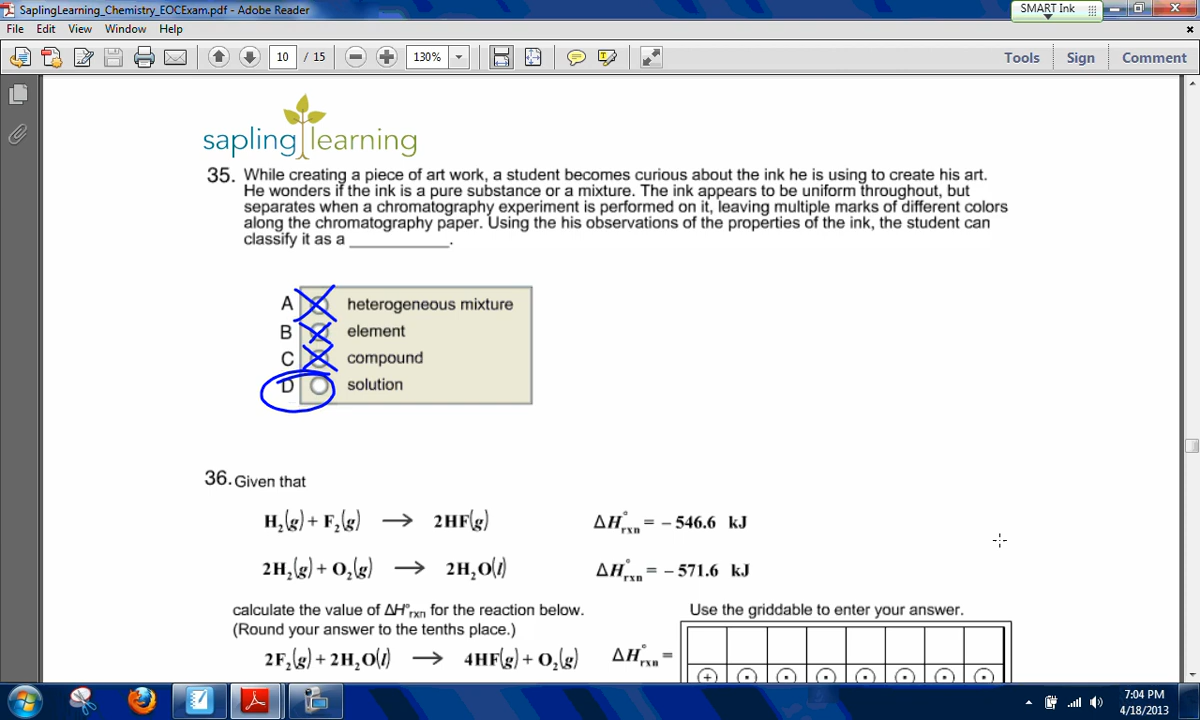 SaplingLearning_Chemistry_EOCExam.pdf - Adobe Reader
SMART Ink
File Edit View Window Help
10 / 15 130% Tools Sign Comment
sapling learning
35. While creating a piece of art work, a student becomes curious about the ink he is using to create his art.
He wonders if the ink is a pure substance or a mixture. The ink appears to be uniform throughout, but
separates when a chromatography experiment is performed on it, leaving multiple marks of different colors
along the chromatography paper. Using the his observations of the properties of the ink, the student can
classify it as a ___________.
A heterogeneous mixture
B element
C compound
D solution
36. Given that
H₂(g) + F₂(g) → 2HF(g) ΔH°rxn = – 546.6 kJ
2H₂(g) + O₂(g) → 2H₂O(l) ΔH°rxn = – 571.6 kJ
calculate the value of ΔH°rxn for the reaction below. Use the griddable to enter your answer.
(Round your answer to the tenths place.)
2F₂(g) + 2H₂O(l) → 4HF(g) + O₂(g) ΔH°rxn =
7:04 PM
4/18/2013